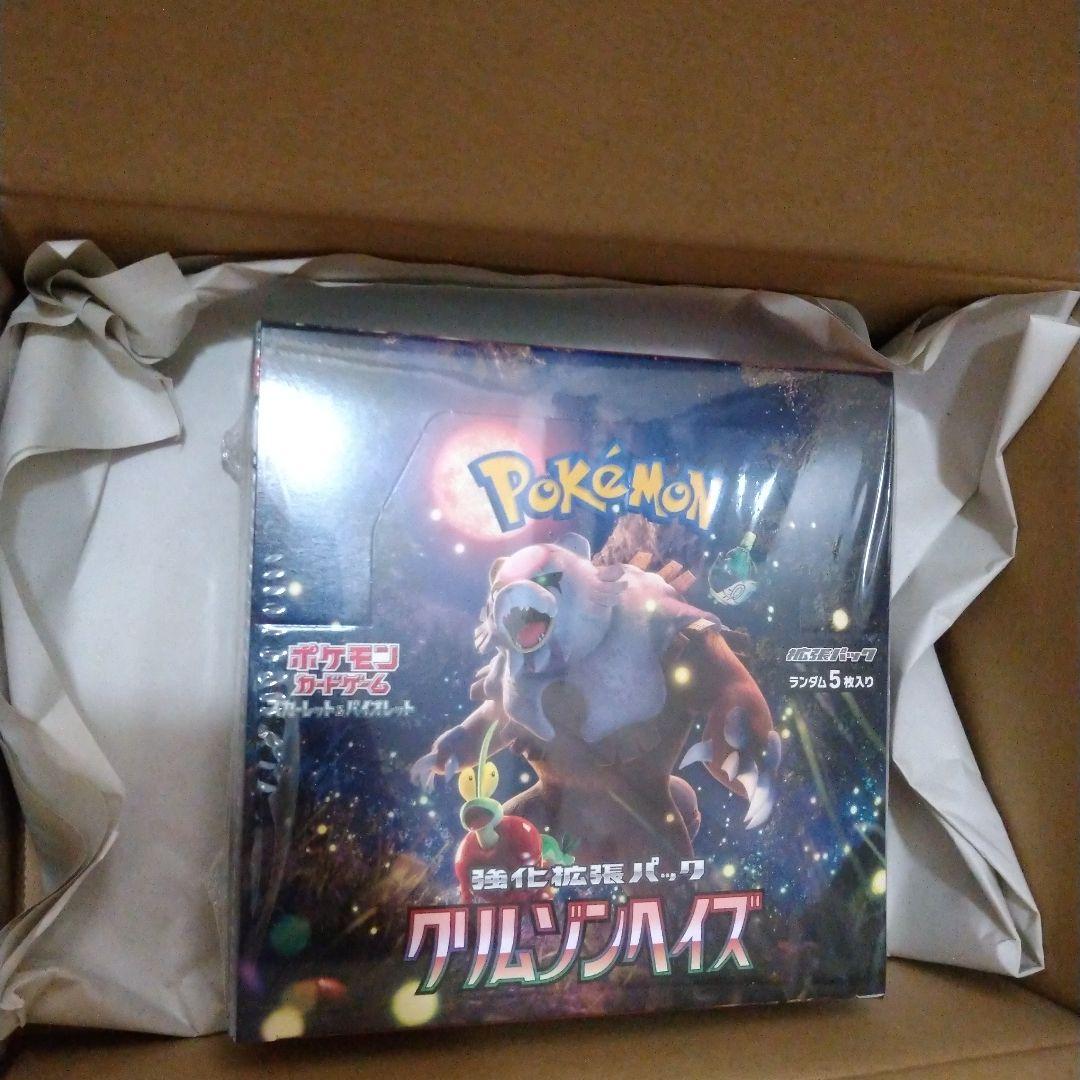 POKéMON
ポケモン
カードゲーム
スカーレット&バイオレット
拡張パック
ランダム5枚入り
強化拡張パック
クリムゾンヘイズ